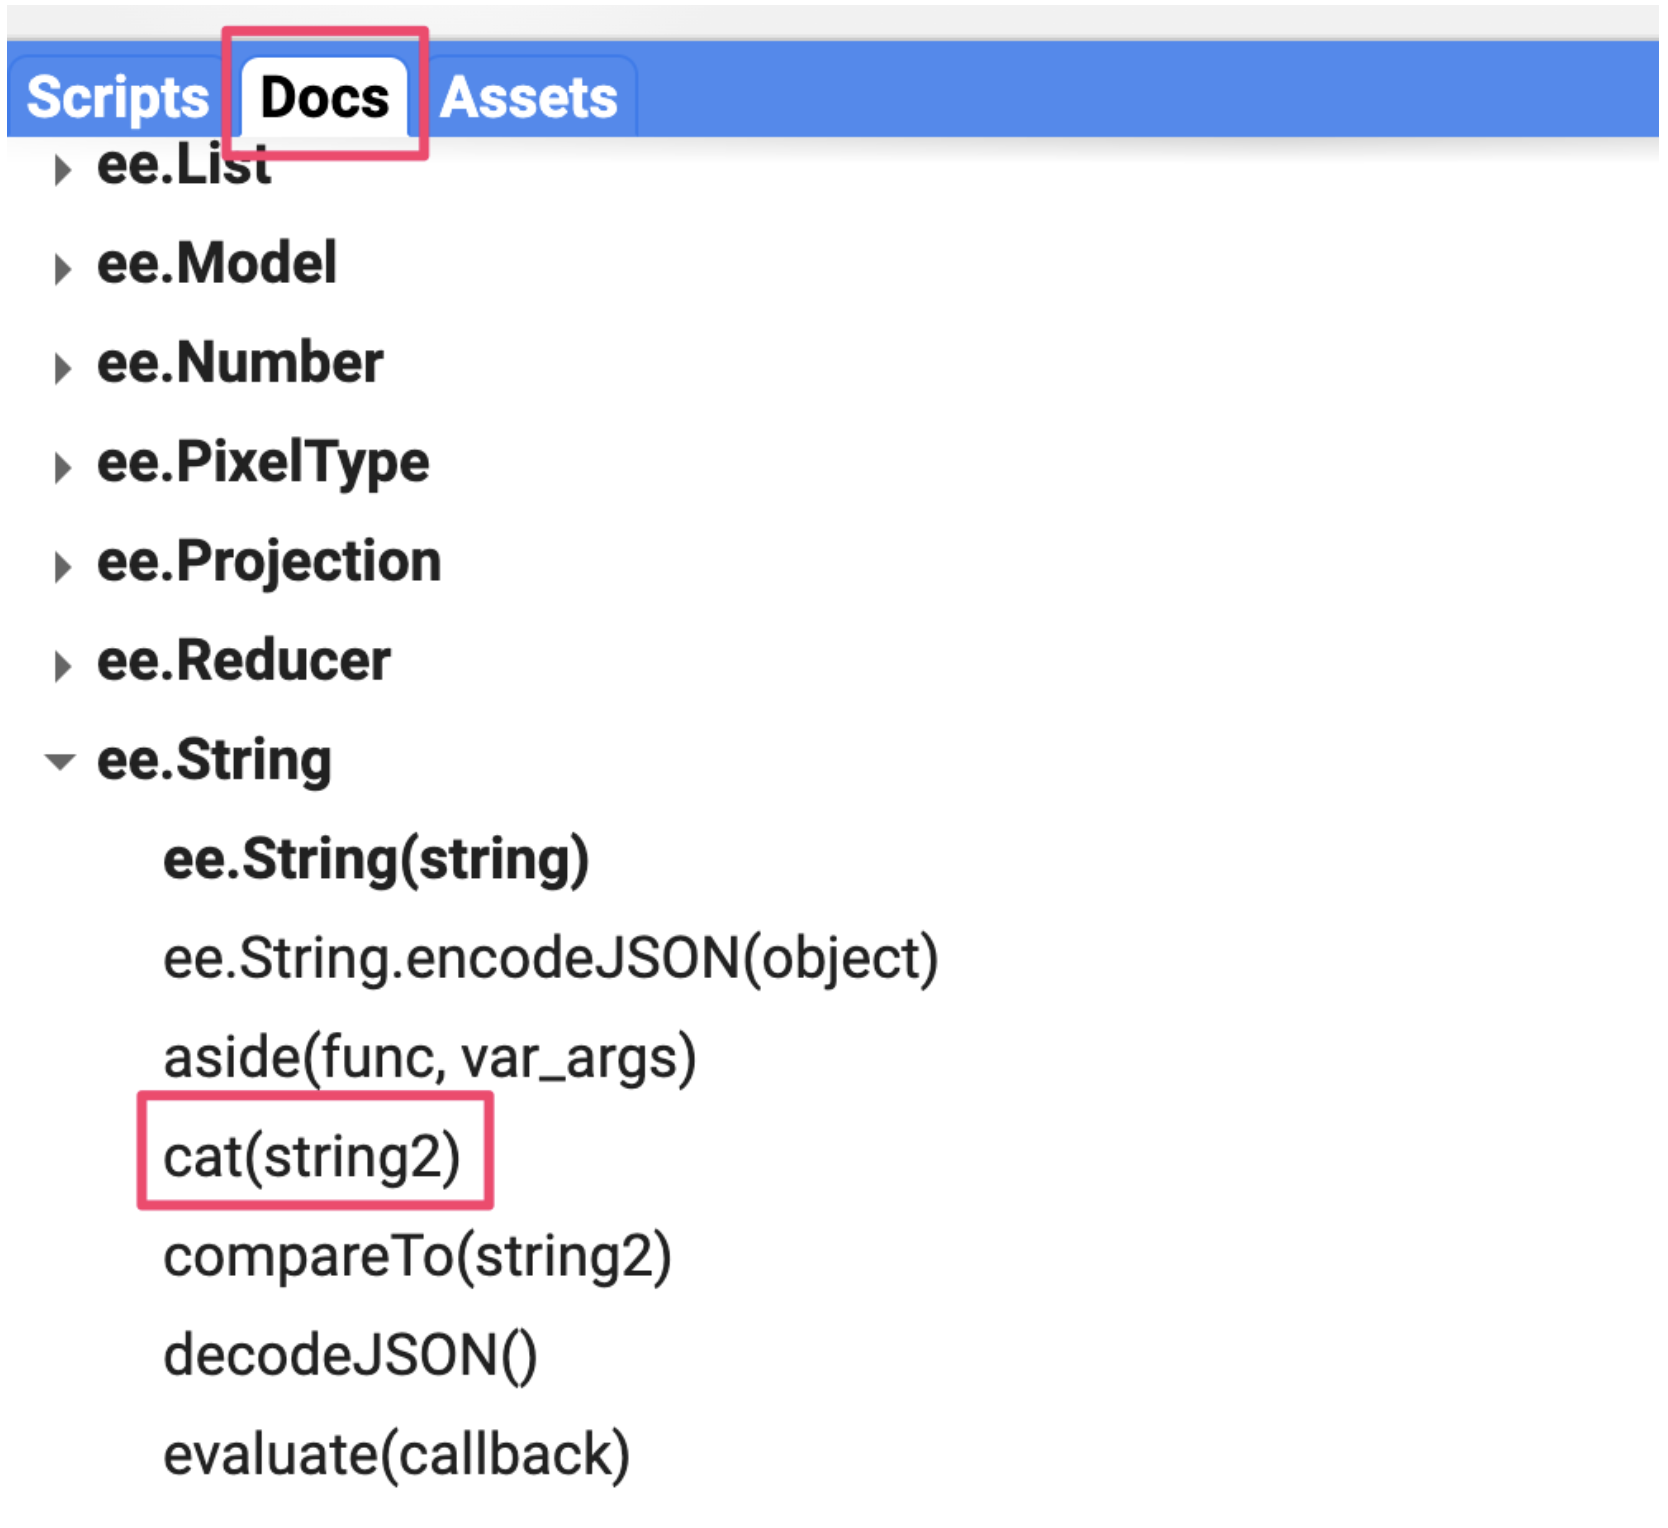 Scripts Docs Assets
ee.List
ee.Model
ee.Number
ee.PixelType
ee.Projection
ee.Reducer
ee.String
ee.String(string)
ee.String.encodeJSON(object)
aside(func, var_args)
cat(string2)
compareTo(string2)
decodeJSON()
evaluate(callback)